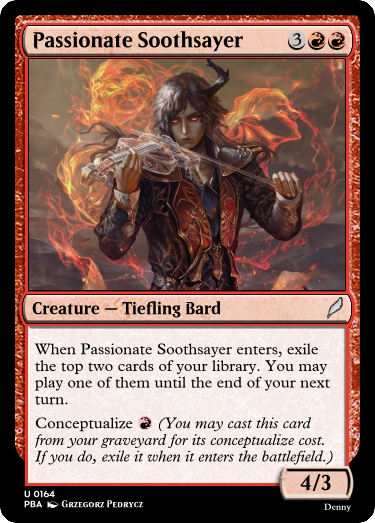 Passionate Soothsayer 3
Creature — Tiefling Bard
When Passionate Soothsayer enters, exile
the top two cards of your library. You may
play one of them until the end of your next
turn.
Conceptualize (You may cast this card
from your graveyard for its conceptualize cost.
If you do, exile it when it enters the battlefield.)
4/3
U 0164
PBA Grzegorz Pedrycz
Denny